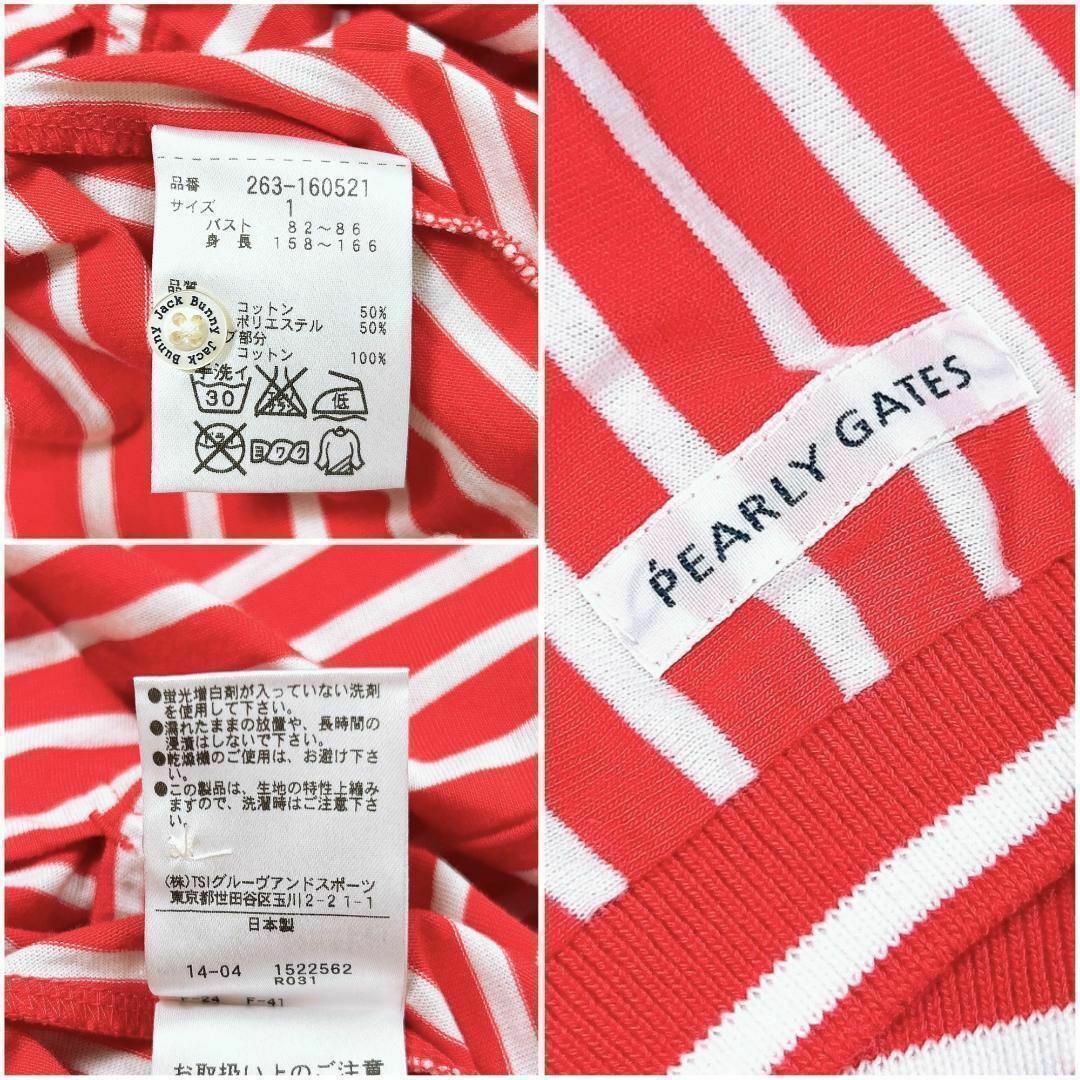 品番 263-160521
サイズ 1
バスト 82~86
身長 158~166
品質
コットン 50%
ポリエステル 50%
部分
コットン 100%
Jack Bunny Jack Bunny
手洗イ
30
低
ヨワク
PEARLY GATES
●蛍光増白剤が入っていない洗剤
を使用して下さい。
●濡れたままの放置や、長時間の
浸漬はしないで下さい。
●乾燥機のご使用は、お避け下さ
い。
●この製品は、生地の特性上縮み
ますので、洗濯時はご注意下さ
い。
(株)TSIグルーヴアンドスポーツ
東京都世田谷区玉川2-21-1
日本製
14-04 1522562
R031
F-24 F-41
お取扱い上のご注意